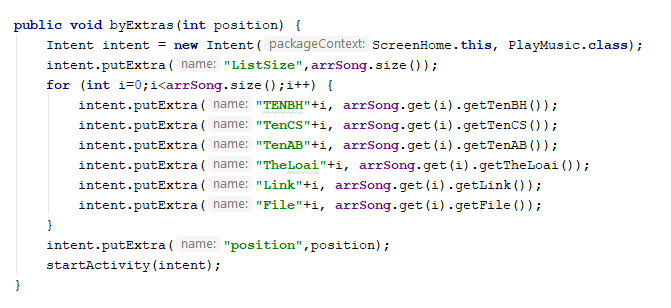 public void byExtras(int position) {
    Intent intent = new Intent( packageContext: ScreenHome.this, PlayMusic.class);
    intent.putExtra( name: "ListSize",arrSong.size());
    for (int i=0;i<arrSong.size();i++) {
        intent.putExtra( name: "TENBH"+i, arrSong.get(i).getTenBH());
        intent.putExtra( name: "TenCS"+i, arrSong.get(i).getTenCS());
        intent.putExtra( name: "TenAB"+i, arrSong.get(i).getTenAB());
        intent.putExtra( name: "TheLoai"+i, arrSong.get(i).getTheLoai());
        intent.putExtra( name: "Link"+i, arrSong.get(i).getLink());
        intent.putExtra( name: "File"+i, arrSong.get(i).getFile());
    }
    intent.putExtra( name: "position",position);
    startActivity(intent);
}